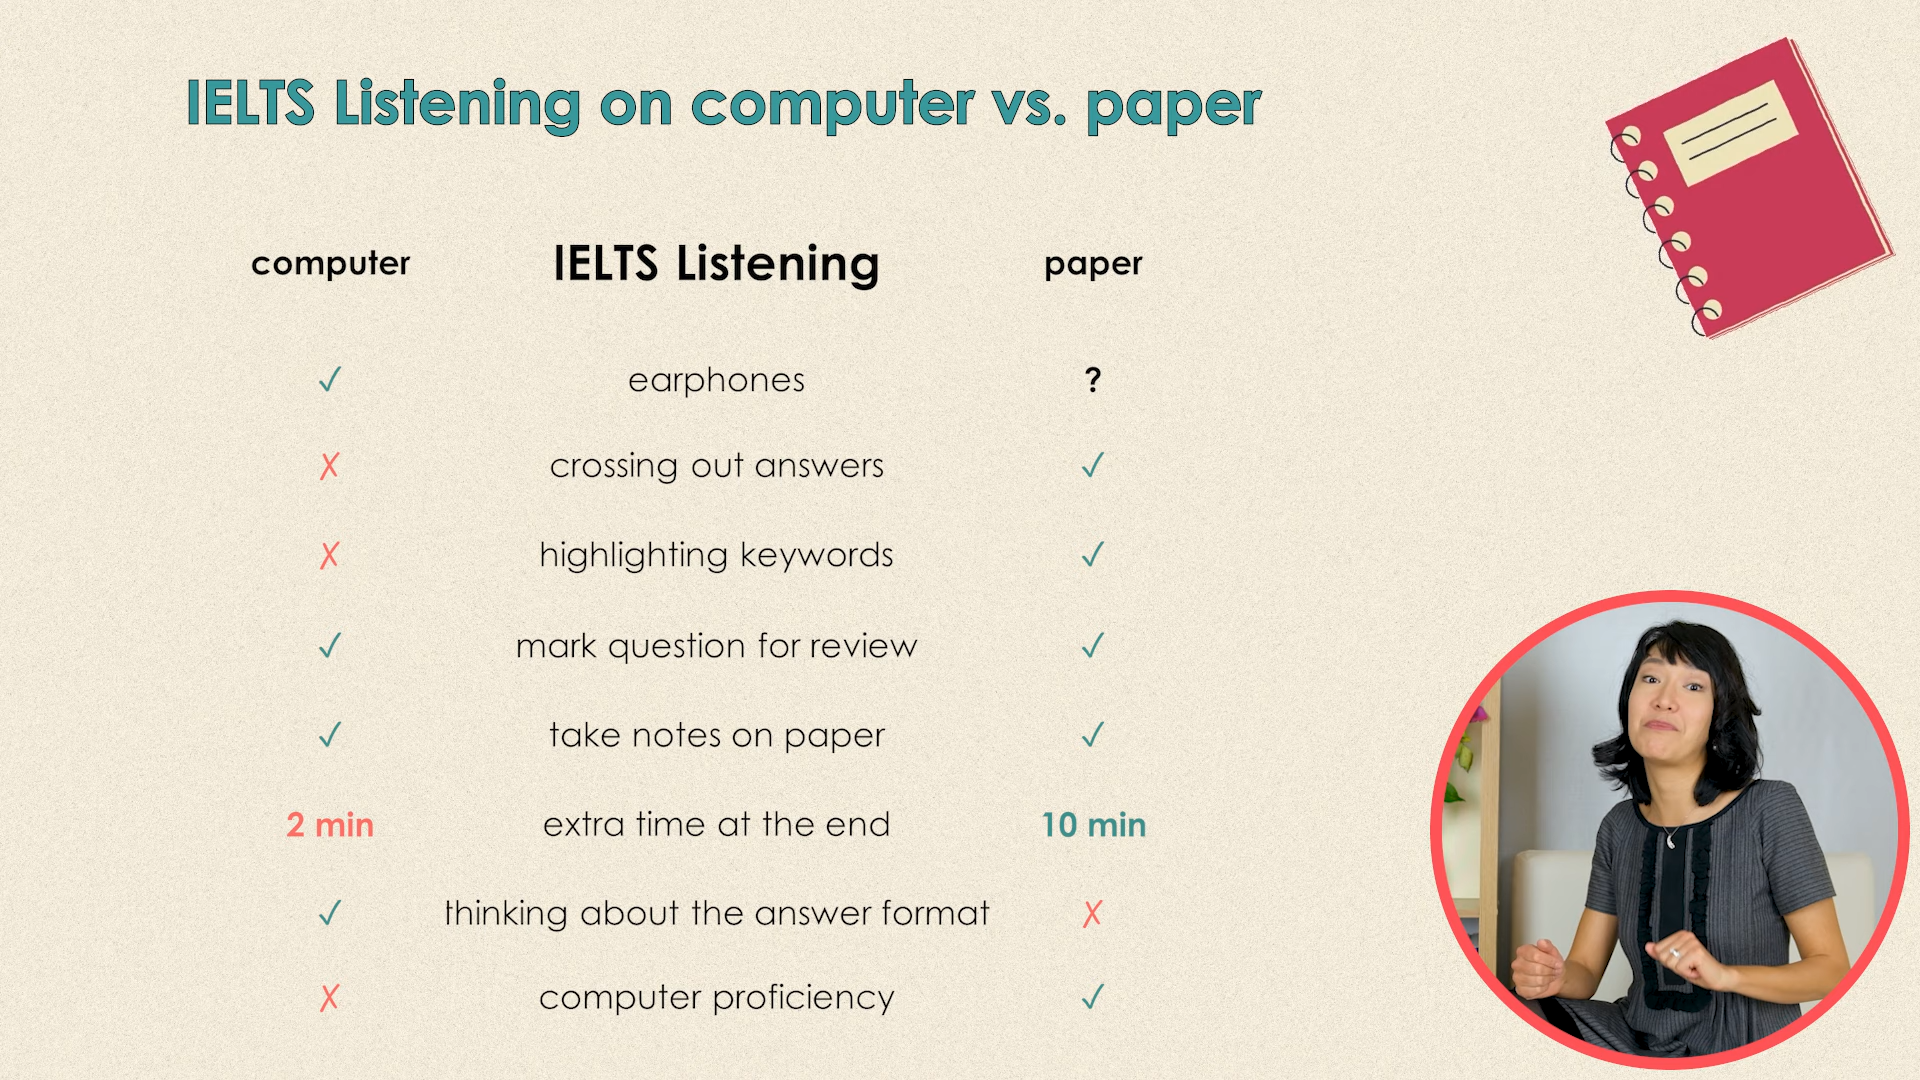 IELTS Listening on computer vs. paper
computer IELTS Listening paper
✓ earphones ?
✗ crossing out answers ✓
✗ highlighting keywords ✓
✓ mark question for review ✓
✓ take notes on paper ✓
2 min extra time at the end 10 min
✓ thinking about the answer format ✗
✗ computer proficiency ✓